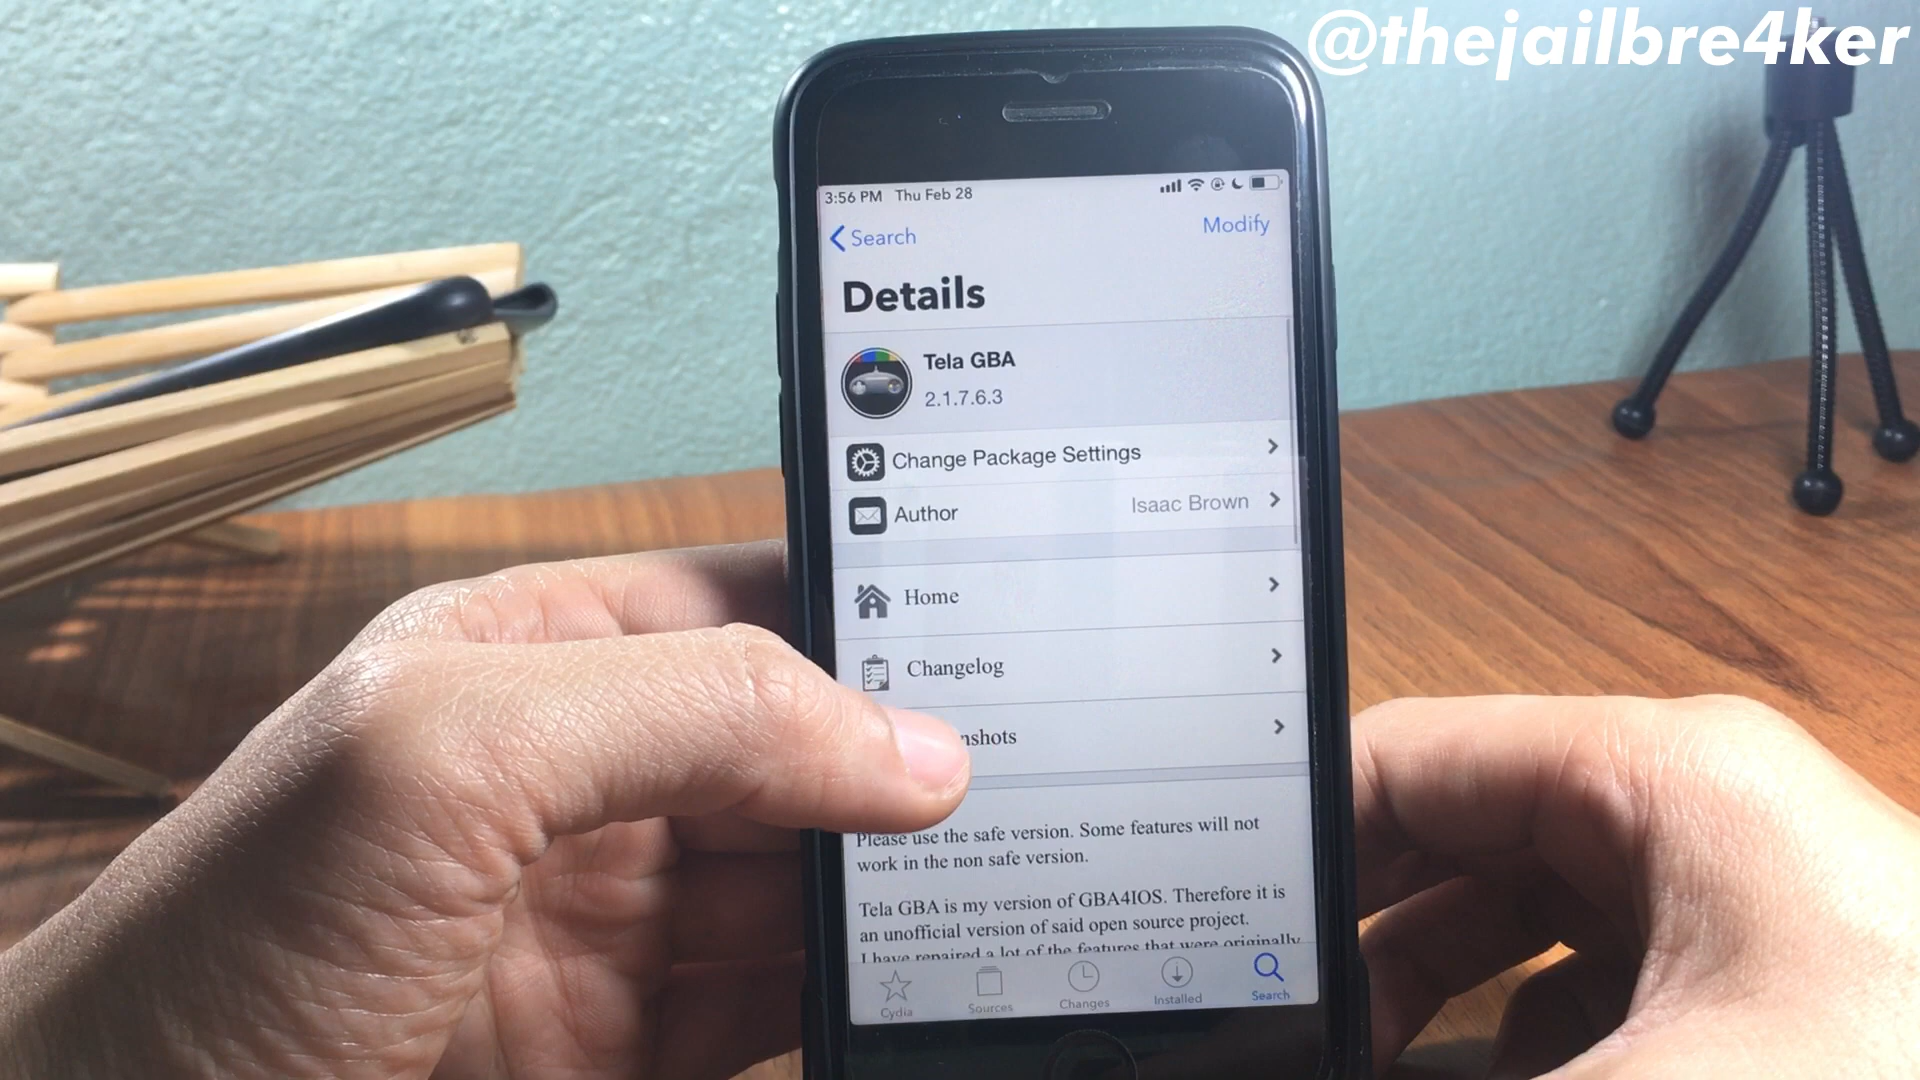 @thejailbre4ker
3:56 PM Thu Feb 28
Search
Modify
Details
Tela GBA
2.1.7.6.3
Change Package Settings
Author Isaac Brown
Home
Changelog
nshots
Please use the safe version. Some features will not
work in the non safe version.
Tela GBA is my version of GBA4IOS. Therefore it is
an unofficial version of said open source project.
I have repaired a lot of the features that were originally
Cydia
Sources
Changes
Installed
Search